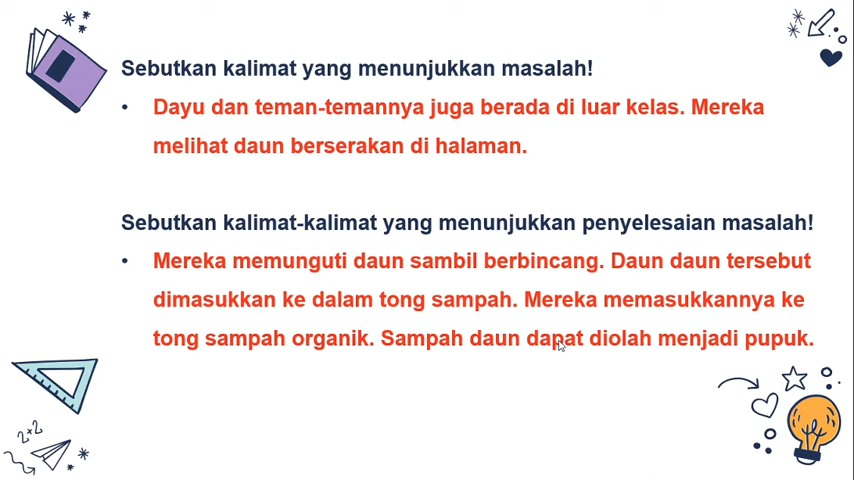 Sebutkan kalimat yang menunjukkan masalah!
• Dayu dan teman-temannya juga berada di luar kelas. Mereka
melihat daun berserakan di halaman.
Sebutkan kalimat-kalimat yang menunjukkan penyelesaian masalah!
• Mereka memunguti daun sambil berbincang. Daun daun tersebut
dimasukkan ke dalam tong sampah. Mereka memasukkannya ke
tong sampah organik. Sampah daun dapat diolah menjadi pupuk.
2+2